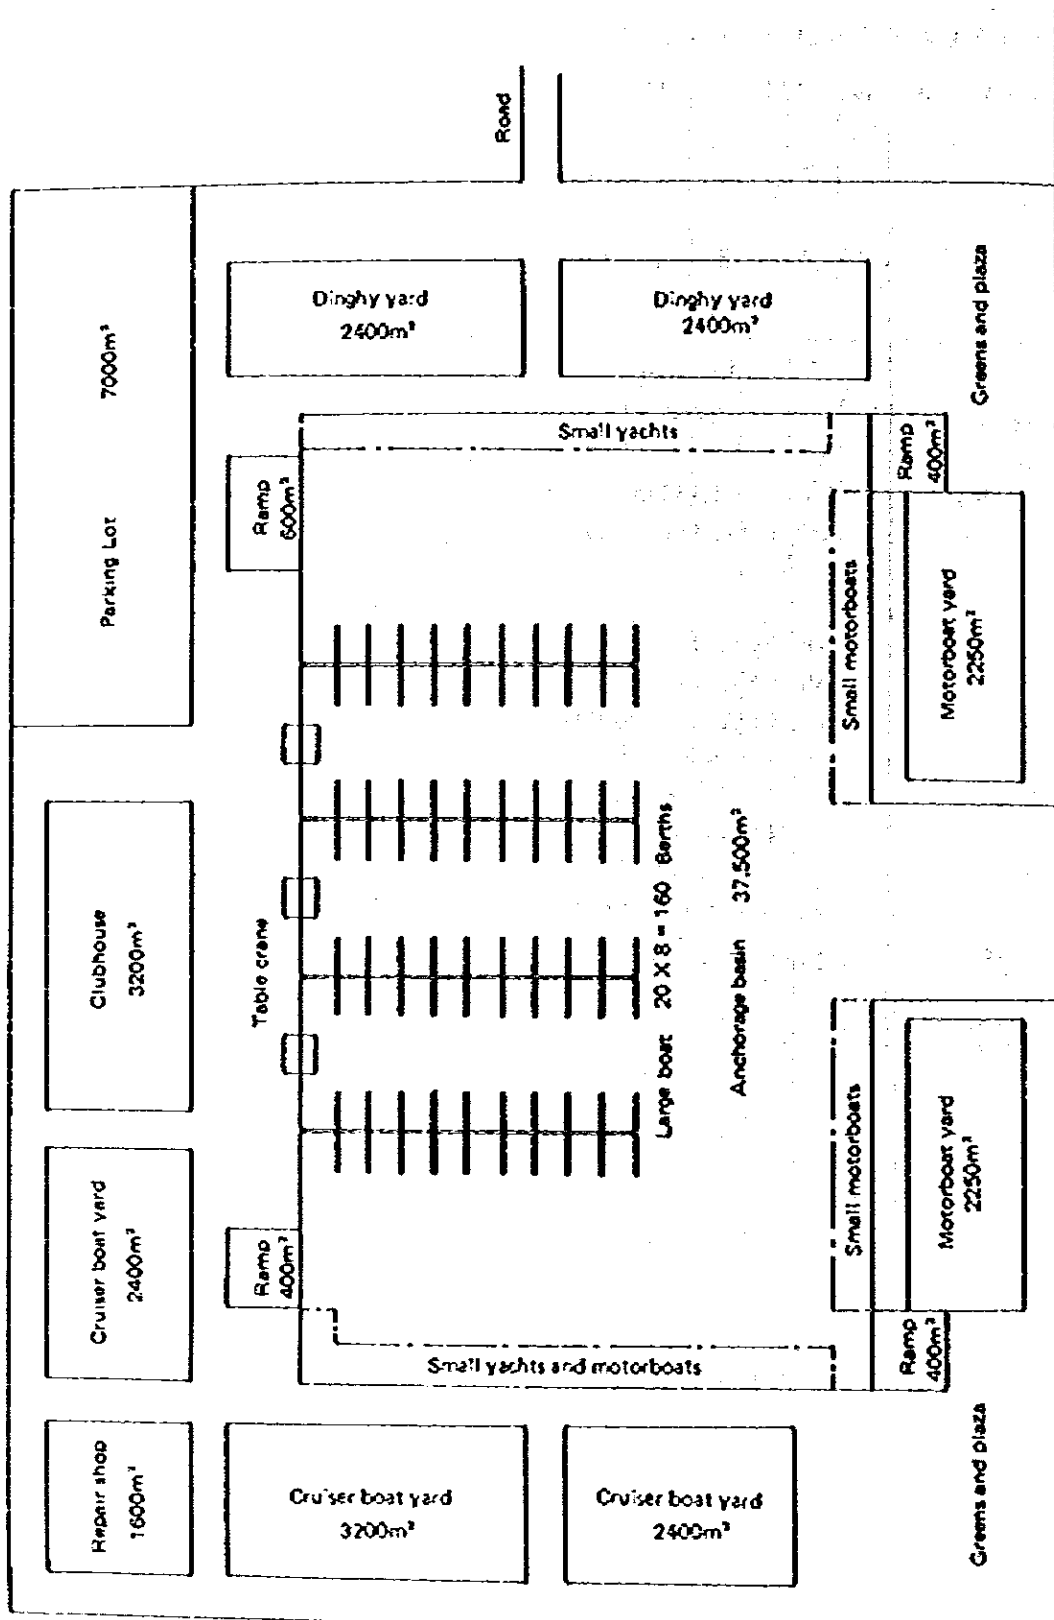 Road
Parking Lot 7000m²
Dinghy yard
2400m²
Dinghy yard
2400m²
Greens and plaza
Small yachts
Ramp
600m²
Ramp
400m²
Small motorboats
Motorboat yard
2250m²
Clubhouse
3200m²
Table crane
Large boat 20 X 8 = 160 Berths
Anchorage basin 37.500m²
Cruiser boat yard
2400m²
Ramp
400m²
Small yachts and motorboats
Small motorboats
Motorboat yard
2250m²
Ramp
400m²
Repair shop
1600m²
Cruiser boat yard
3200m²
Cruiser boat yard
2400m²
Greens and plaza